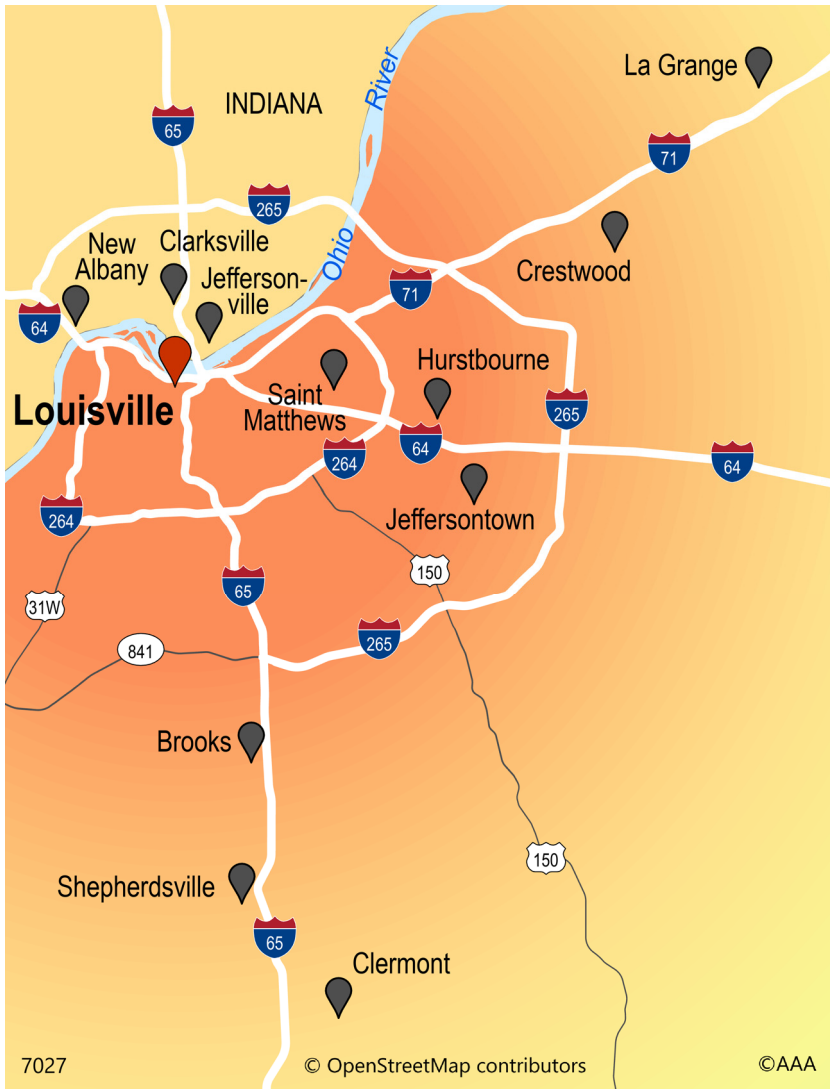 La Grange
River
INDIANA
65
71
265
Clarksville
New
Albany
Jefferson-
ville
Ohio
Crestwood
71
64
Hurstbourne
Saint
Matthews
Louisville
265
64
264
64
Jeffersontown
264
150
65
31W
265
841
Brooks
150
Shepherdsville
65
Clermont
7027
© OpenStreetMap contributors
©AAA